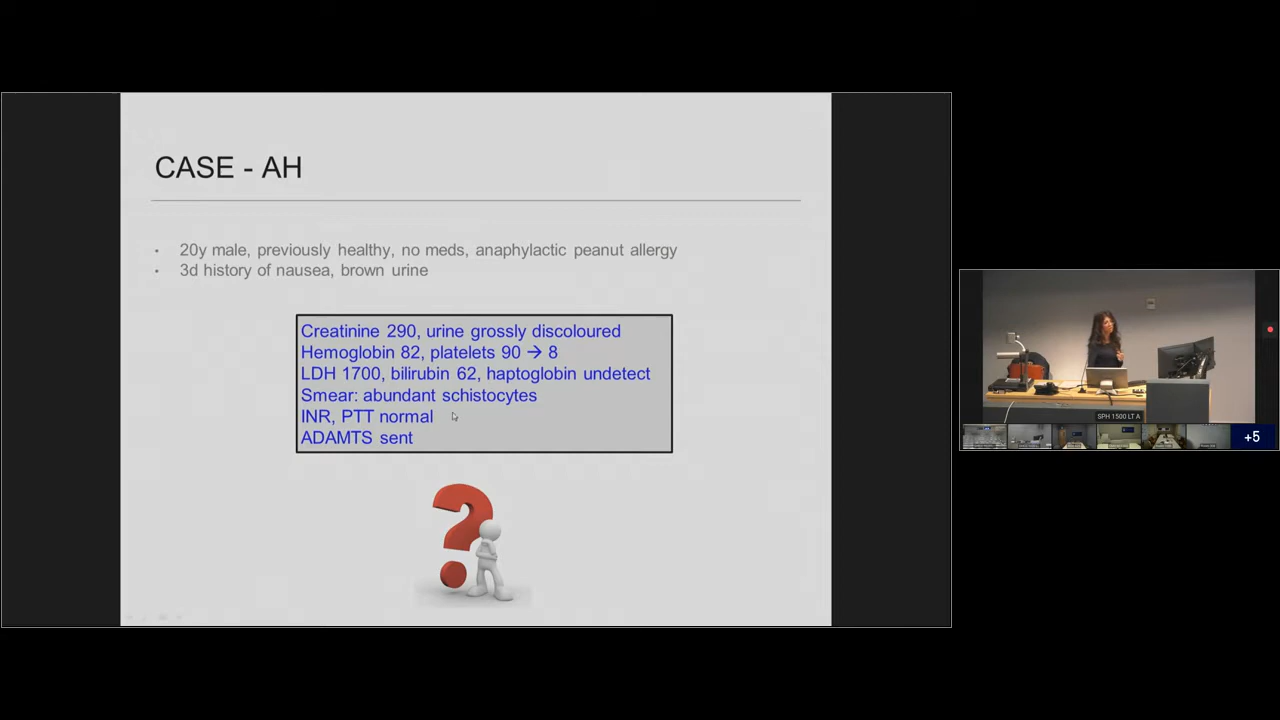 CASE - AH
• 20y male, previously healthy, no meds, anaphylactic peanut allergy
• 3d history of nausea, brown urine
Creatinine 290, urine grossly discoloured
Hemoglobin 82, platelets 90 → 8
LDH 1700, bilirubin 62, haptoglobin undetect
Smear: abundant schistocytes
INR, PTT normal
ADAMTS sent
SPH 1500 LT A
+5